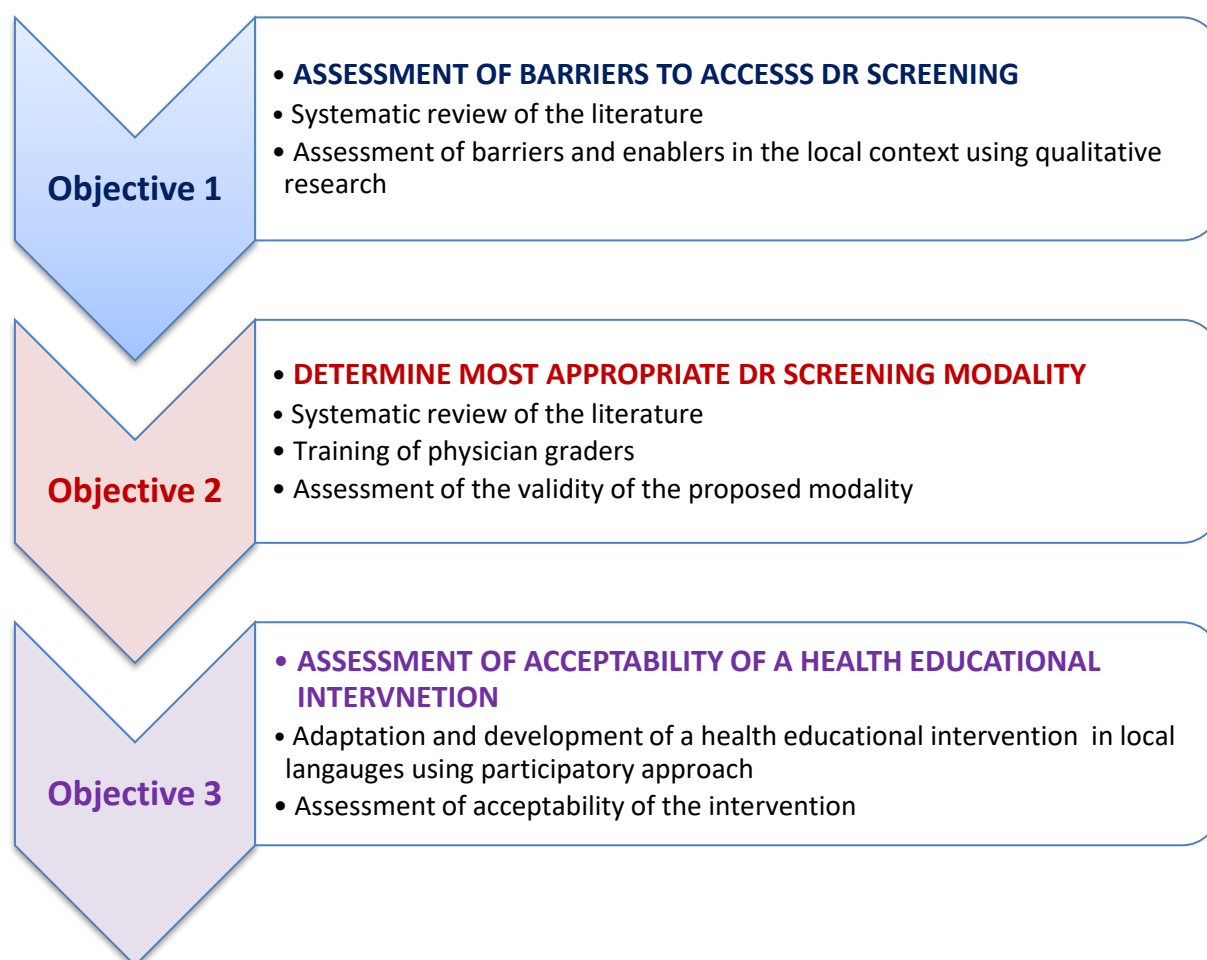 • ASSESSMENT OF BARRIERS TO ACCESSS DR SCREENING
• Systematic review of the literature
• Assessment of barriers and enablers in the local context using qualitative
research
Objective 1
• DETERMINE MOST APPROPRIATE DR SCREENING MODALITY
• Systematic review of the literature
• Training of physician graders
• Assessment of the validity of the proposed modality
Objective 2
• ASSESSMENT OF ACCEPTABILITY OF A HEALTH EDUCATIONAL
INTERVNETION
• Adaptation and development of a health educational intervention in local
langauges using participatory approach
• Assessment of acceptability of the intervention
Objective 3